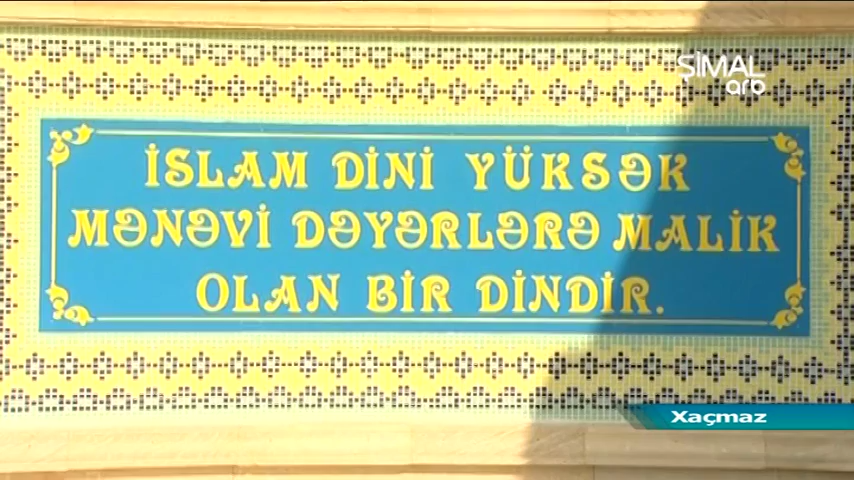 ŞİMAL
arb
İSLAM DİNİ YÜKSƏK
MƏNƏVİ DƏYƏRLƏRƏ MALİK
OLAN BİR DİNDİR.
Xaçmaz